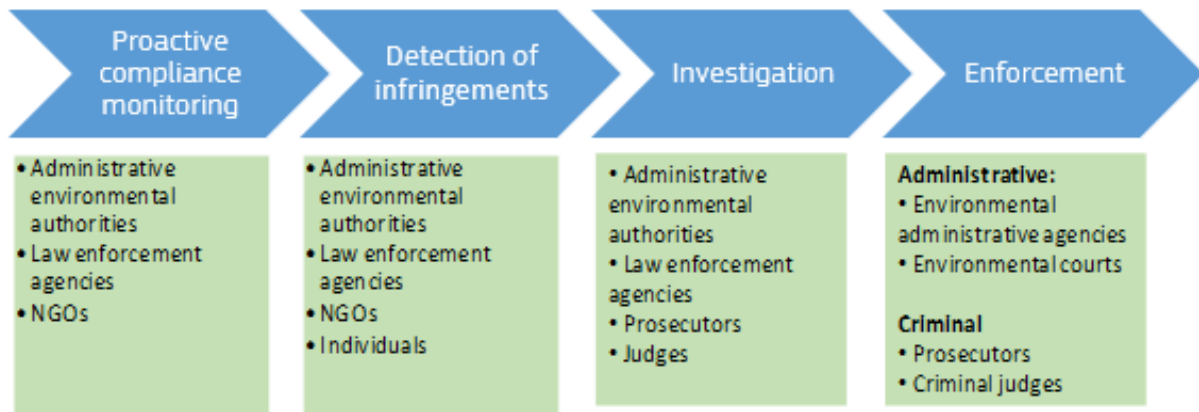 Proactive
compliance
monitoring
Detection of
infringements
Investigation
Enforcement
• Administrative
environmental
authorities
• Law enforcement
agencies
• NGOs
• Administrative
environmental
authorities
• Law enforcement
agencies
• NGOs
• Individuals
• Administrative
environmental
authorities
• Law enforcement
agencies
• Prosecutors
• Judges
Administrative:
• Environmental
administrative agencies
• Environmental courts
Criminal
• Prosecutors
• Criminal judges